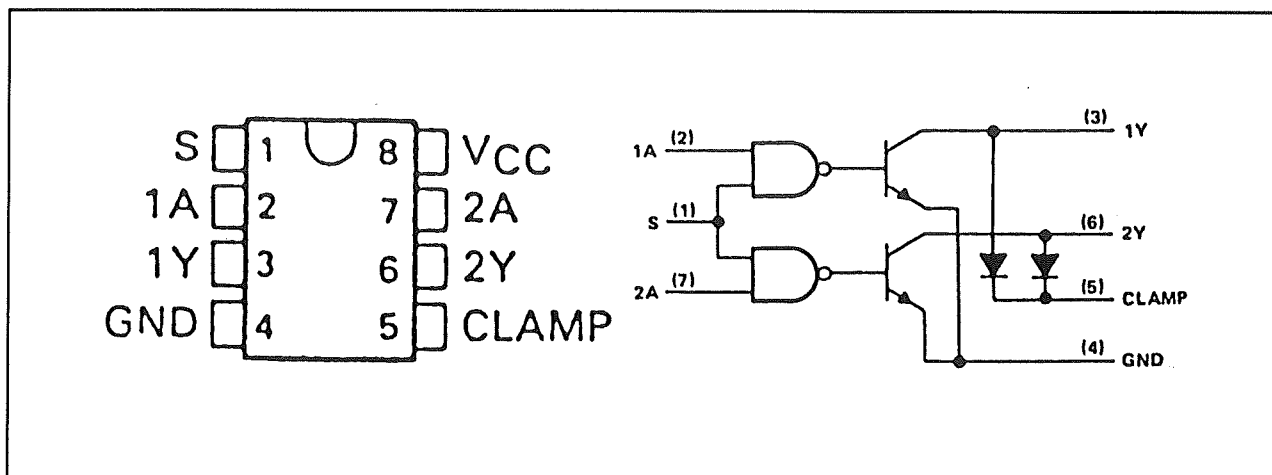 S 1 8 VCC
1A 2 7 2A
1Y 3 6 2Y
GND 4 5 CLAMP
1A (2)
S (1)
2A (7)
(3) 1Y
(6) 2Y
(5) CLAMP
(4) GND